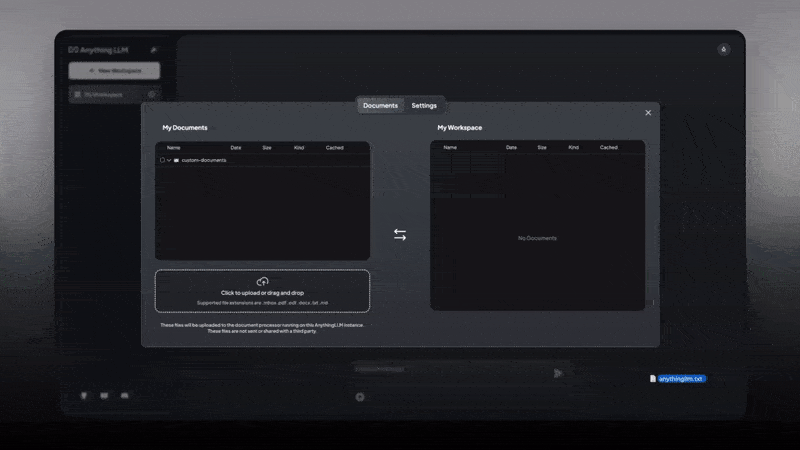 Anything LLM
+ New Workspace
My Workspace
Documents
Settings
My Documents
Name
Date
Size
Kind
Cached
custom-documents
Click to upload or drag and drop
Supported file extensions are .mbox .pdf .odt .docx .txt .md
These files will be uploaded to the document processor running on this AnythingLLM instance.
These files are not sent or shared with a third party.
My Workspace
Name
Date
Size
Kind
Cached
No Documents
anythingllm.txt